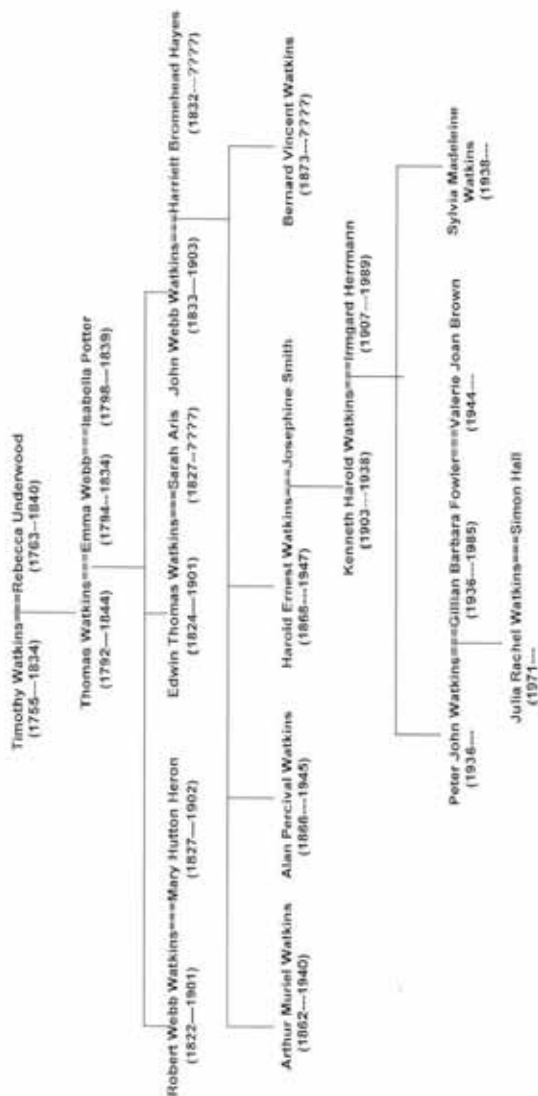 Timothy Watkins===Rebecca Underwood
(1755---1834) (1763--1840)
Thomas Watkins===Emma Webb===Isabella Potter
(1792---1844) (1794--1834) (1798---1839)
Robert Webb Watkins===Mary Hutton Heron Edwin Thomas Watkins===Sarah Aris John Webb Watkins===Harriett Bromehead Hayes
(1822---1901) (1827---1902) (1824---1901) (1827--????) (1833---1903) (1832---????)
Arthur Muriel Watkins Alan Percival Watkins Harold Ernest Watkins===Josephine Smith Bernard Vincent Watkins
(1862---1940) (1866---1945) (1868---1947) (1873---????)
Kenneth Harold Watkins===Irmgard Herrmann
(1903---1938) (1907---1989)
Peter John Watkins===Gillian Barbara Fowler===Valerie Joan Brown Sylvia Madeleine
Watkins
(1936--- (1936---1985) (1944--- (1938---
Julia Rachel Watkins===Simon Hall
(1971---